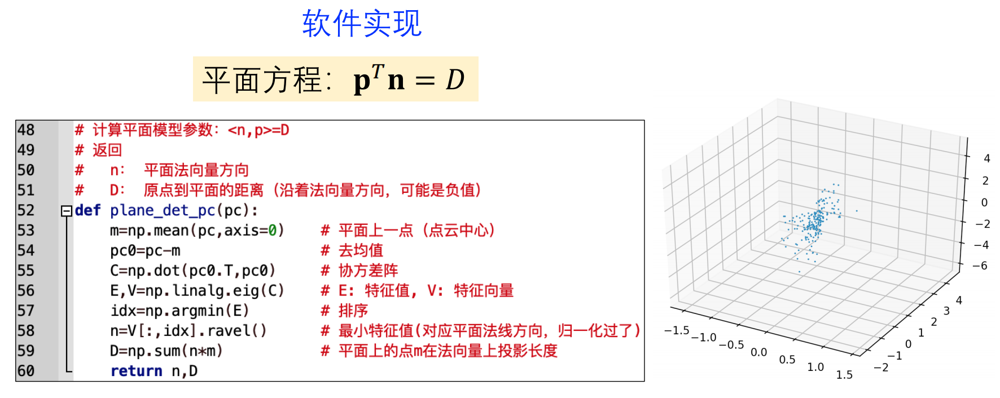 软件实现
平面方程：p^T n = D
48 # 计算平面模型参数：<n,p>=D
49 # 返回
50 #   n：  平面法向量方向
51 #   D：  原点到平面的距离（沿着法向量方向，可能是负值）
52 def plane_det_pc(pc):
53     m=np.mean(pc,axis=0)    # 平面上一点（点云中心）
54     pc0=pc-m                # 去均值
55     C=np.dot(pc0.T,pc0)     # 协方差阵
56     E,V=np.linalg.eig(C)    # E: 特征值, V: 特征向量
57     idx=np.argmin(E)        # 排序
58     n=V[:,idx].ravel()      # 最小特征值(对应平面法线方向，归一化过了)
59     D=np.sum(n*m)           # 平面上的点m在法向量上投影长度
60     return n,D
4
2
0
−2
−4
−6
4
3
2
1
0
−1
−2
−1.5
−1.0
−0.5
0.0
0.5
1.0
1.5